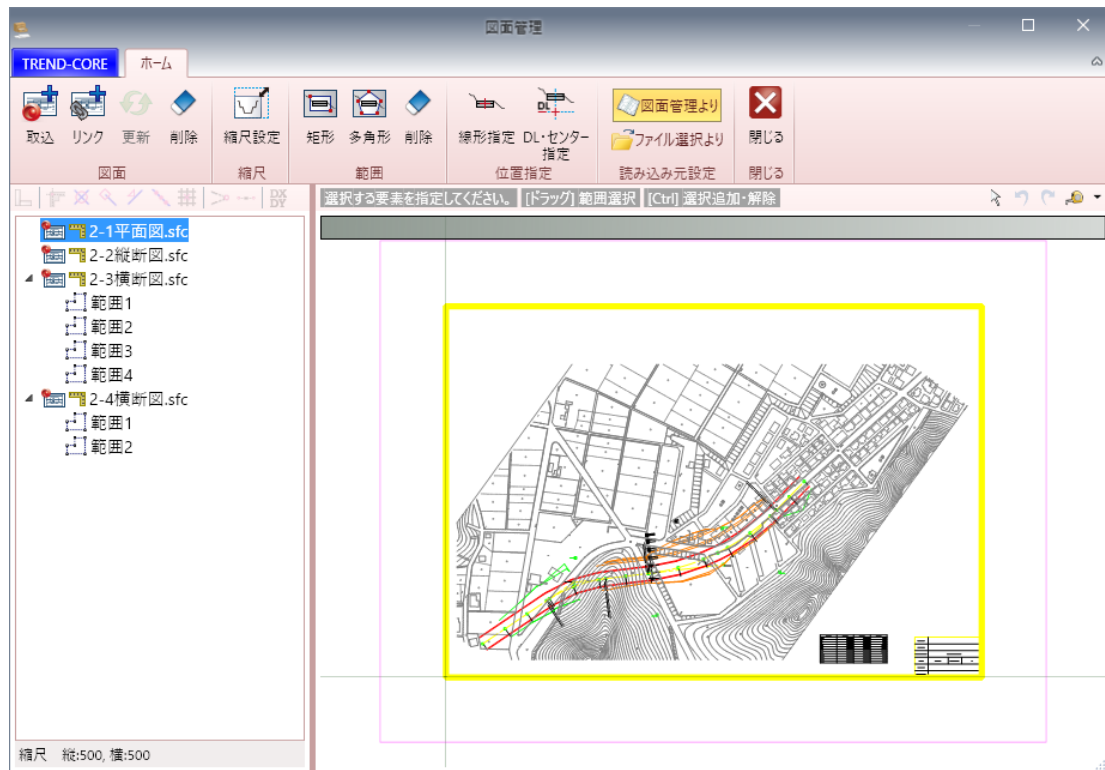 図面管理
TREND-CORE ホーム
取込 リンク 更新 削除 縮尺設定 矩形 多角形 削除 線形指定 DL・センター指定 図面管理より ファイル選択より 閉じる
図面 縮尺 範囲 位置指定 読み込み元設定 閉じる
選択する要素を指定してください。 [ドラッグ] 範囲選択 [Ctrl] 選択追加・解除
2-1平面図.sfc
2-2縦断図.sfc
2-3横断図.sfc
範囲1
範囲2
範囲3
範囲4
2-4横断図.sfc
範囲1
範囲2
縮尺 縦:500, 横:500